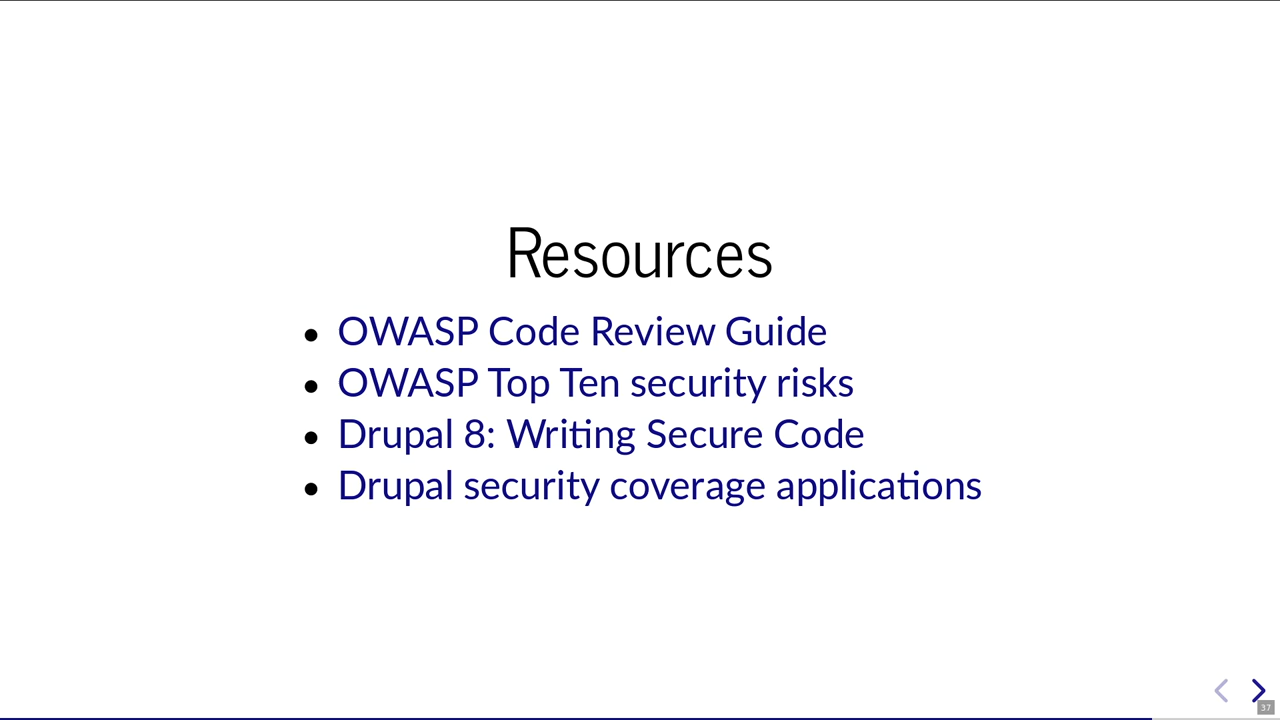 Resources
• OWASP Code Review Guide
• OWASP Top Ten security risks
• Drupal 8: Writing Secure Code
• Drupal security coverage applications
37